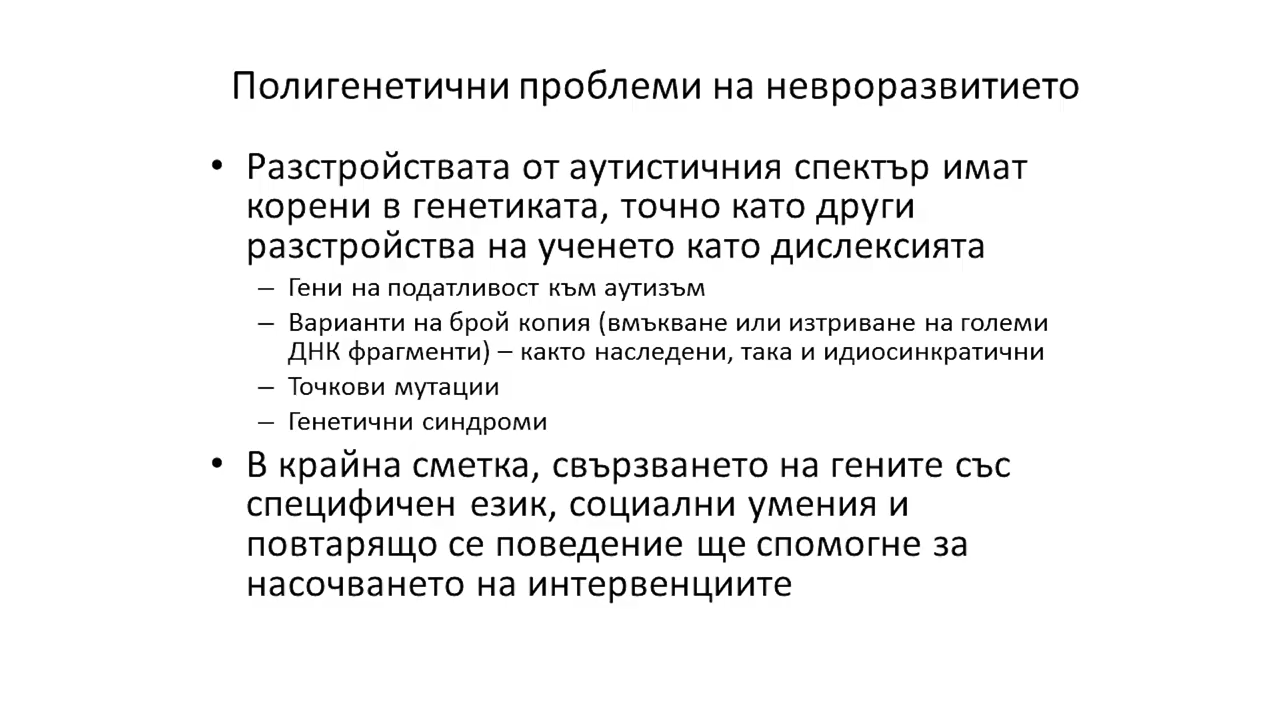 Полигенетични проблеми на невроразвитието
• Разстройствата от аутистичния спектър имат
корени в генетиката, точно като други
разстройства на ученето като дислексията
– Гени на податливост към аутизъм
– Варианти на брой копия (вмъкване или изтриване на големи
ДНК фрагменти) – както наследени, така и идиосинкратични
– Точкови мутации
– Генетични синдроми
• В крайна сметка, свързването на гените със
специфичен език, социални умения и
повтарящо се поведение ще спомогне за
насочването на интервенциите